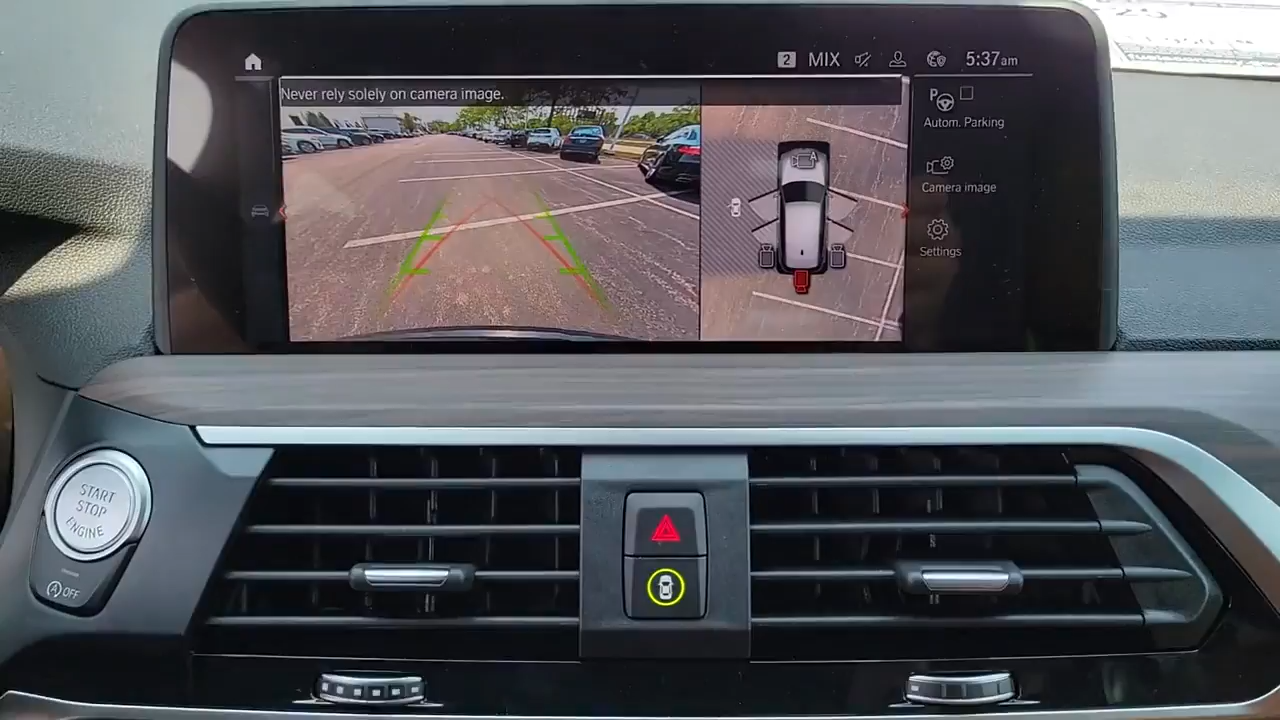 2 MIX 5:37am
Never rely solely on camera image.
P
Autom. Parking
Camera image
Settings
START
STOP
ENGINE
A OFF